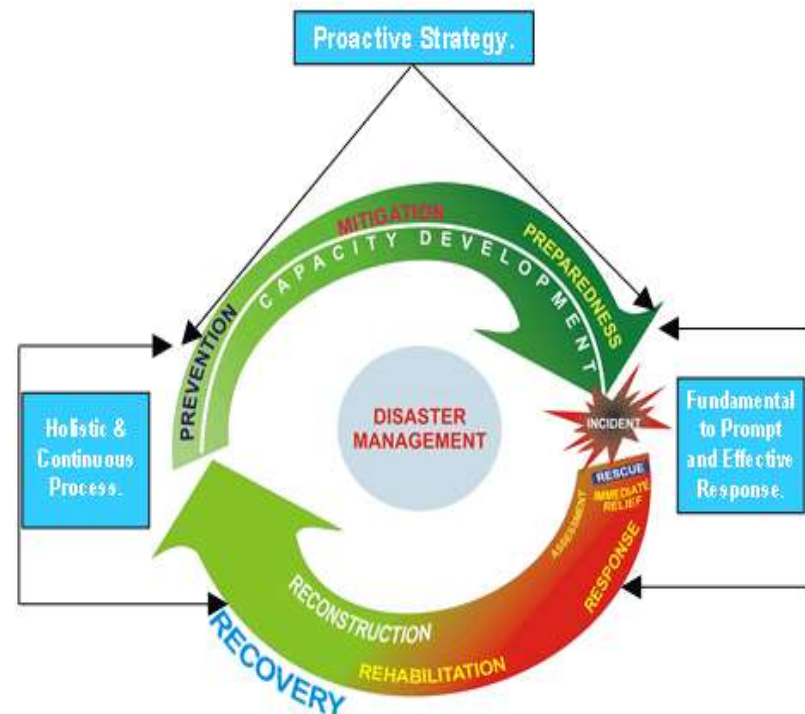 Proactive Strategy.
MITIGATION
CAPACITY DEVELOPMENT
PREPAREDNESS
PREVENTION
Holistic &
Continuous
Process.
DISASTER
MANAGEMENT
INCIDENT
Fundamental
to Prompt
and Effective
Response.
RESCUE
IMMEDIATE
RELIEF
ASSESSMENT
RESPONSE
RECONSTRUCTION
REHABILITATION
RECOVERY